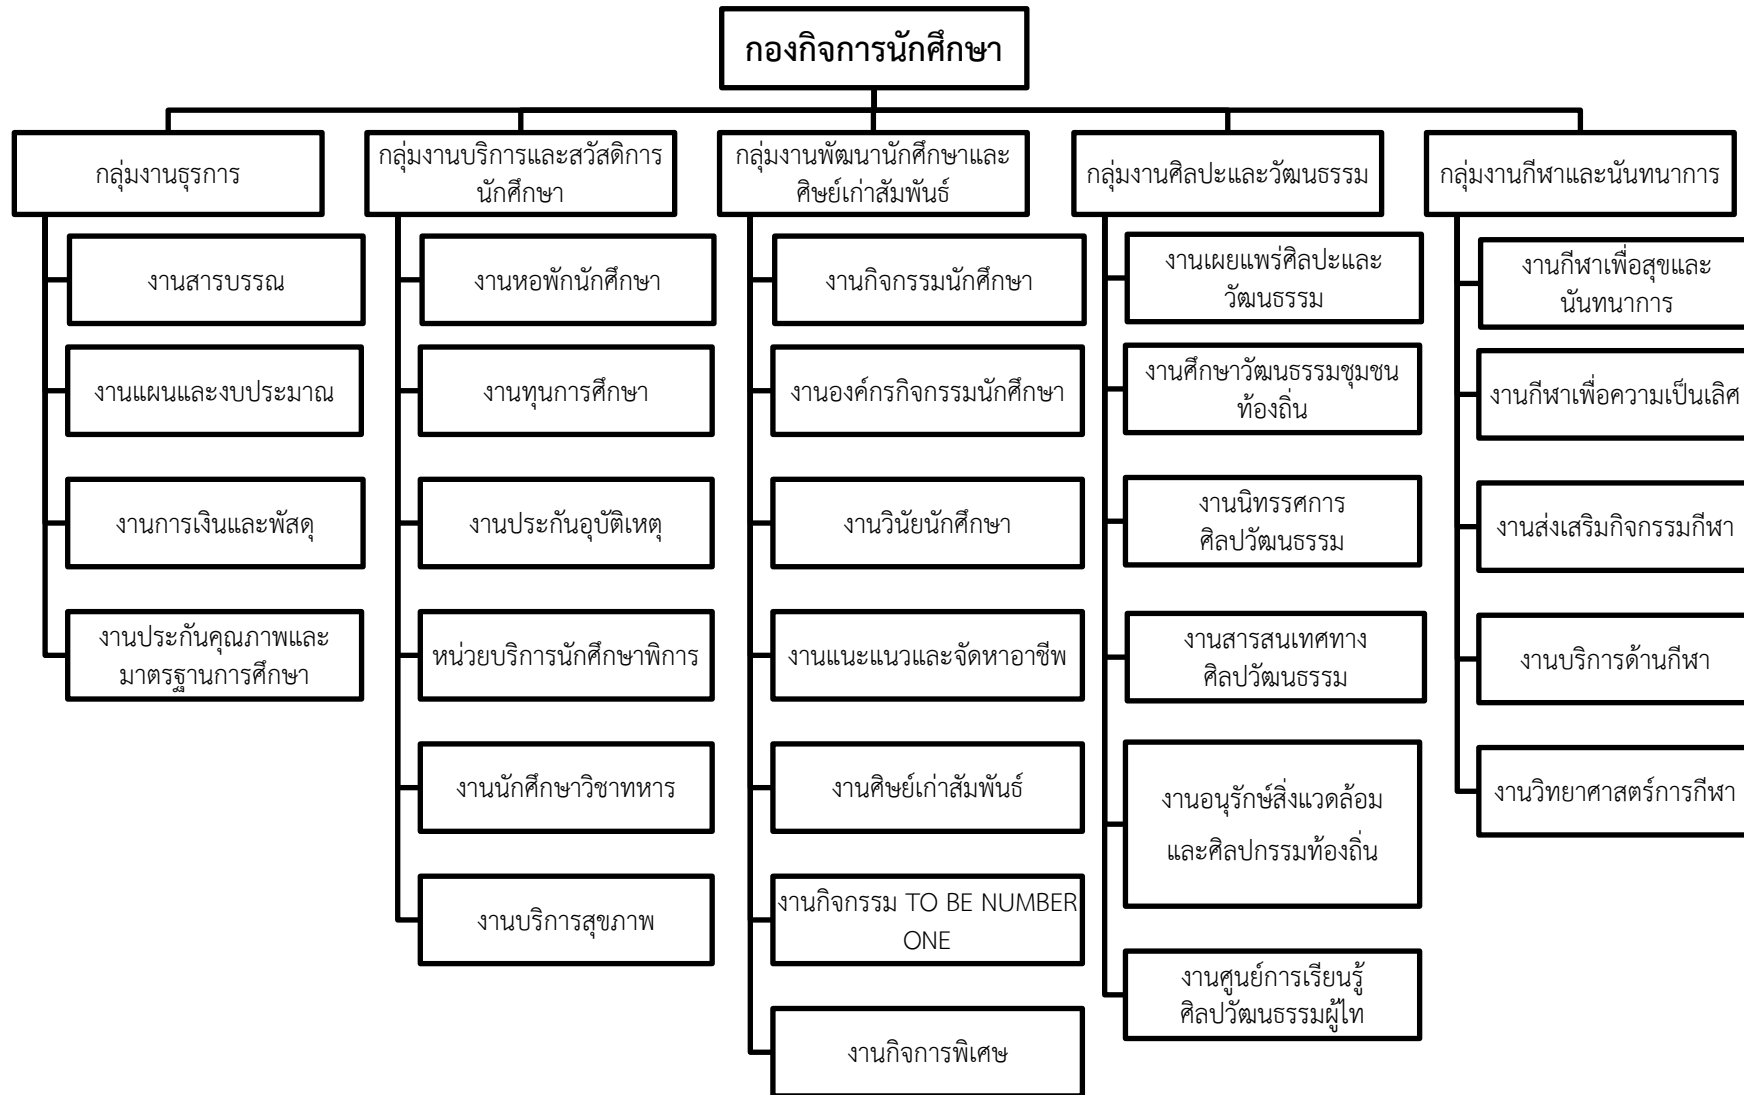 กองกิจการนักศึกษา
กลุ่มงานธุรการ
งานสารบรรณ
งานแผนและงบประมาณ
งานการเงินและพัสดุ
งานประกันคุณภาพและ
มาตรฐานการศึกษา
กลุ่มงานบริการและสวัสดิการ
นักศึกษา
งานหอพักนักศึกษา
งานทุนการศึกษา
งานประกันอุบัติเหตุ
หน่วยบริการนักศึกษาพิการ
งานนักศึกษาวิชาทหาร
งานบริการสุขภาพ
กลุ่มงานพัฒนานักศึกษาและ
ศิษย์เก่าสัมพันธ์
งานกิจกรรมนักศึกษา
งานองค์กรกิจกรรมนักศึกษา
งานวินัยนักศึกษา
งานแนะแนวและจัดหาอาชีพ
งานศิษย์เก่าสัมพันธ์
งานกิจกรรม TO BE NUMBER
ONE
งานกิจการพิเศษ
กลุ่มงานศิลปะและวัฒนธรรม
งานเผยแพร่ศิลปะและ
วัฒนธรรม
งานศึกษาวัฒนธรรมชุมชน
ท้องถิ่น
งานนิทรรศการ
ศิลปวัฒนธรรม
งานสารสนเทศทาง
ศิลปวัฒนธรรม
งานอนุรักษ์สิ่งแวดล้อม
และศิลปกรรมท้องถิ่น
งานศูนย์การเรียนรู้
ศิลปวัฒนธรรมผู้ไท
กลุ่มงานกีฬาและนันทนาการ
งานกีฬาเพื่อสุขและ
นันทนาการ
งานกีฬาเพื่อความเป็นเลิศ
งานส่งเสริมกิจกรรมกีฬา
งานบริการด้านกีฬา
งานวิทยาศาสตร์การกีฬา